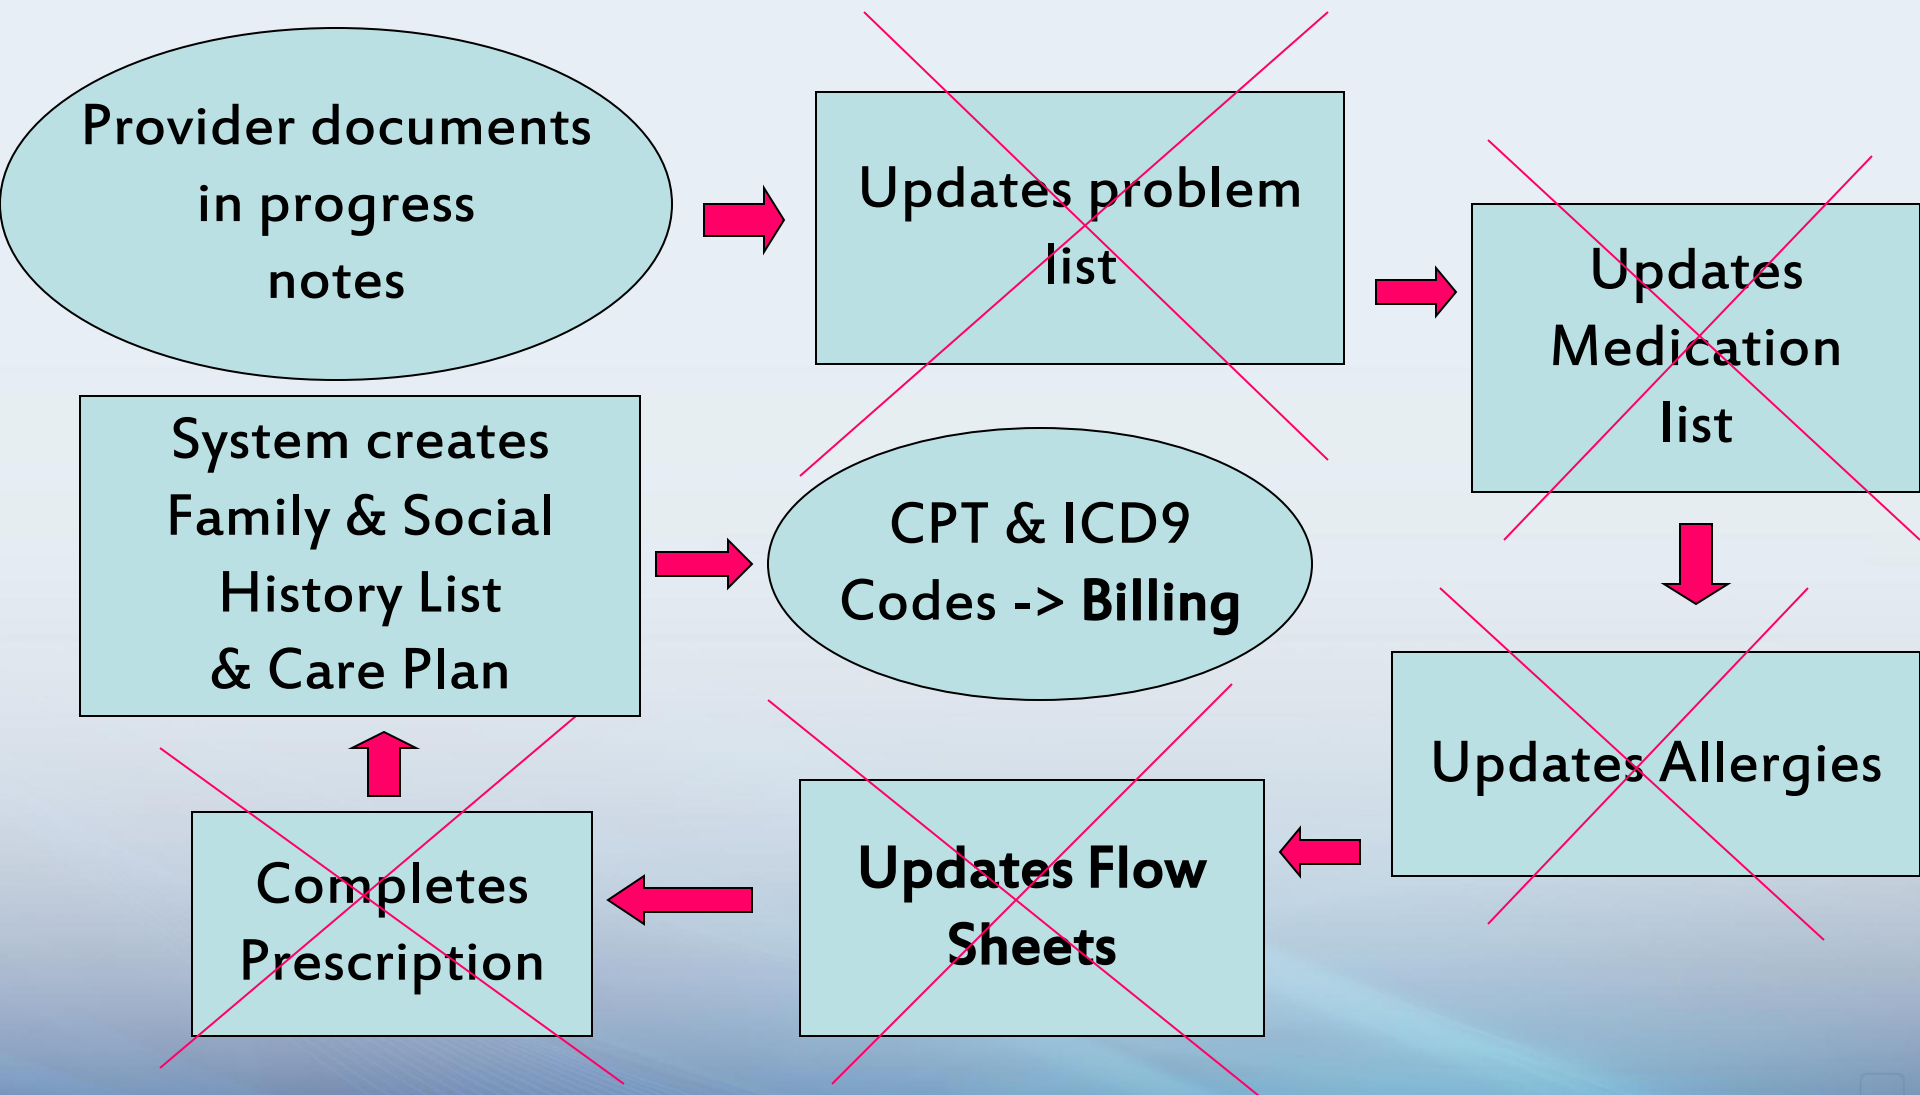 Provider documents
in progress
notes
Updates problem
list
Updates
Medication
list
Updates Allergies
Updates Flow
Sheets
Completes
Prescription
System creates
Family & Social
History List
& Care Plan
CPT & ICD9
Codes -> Billing